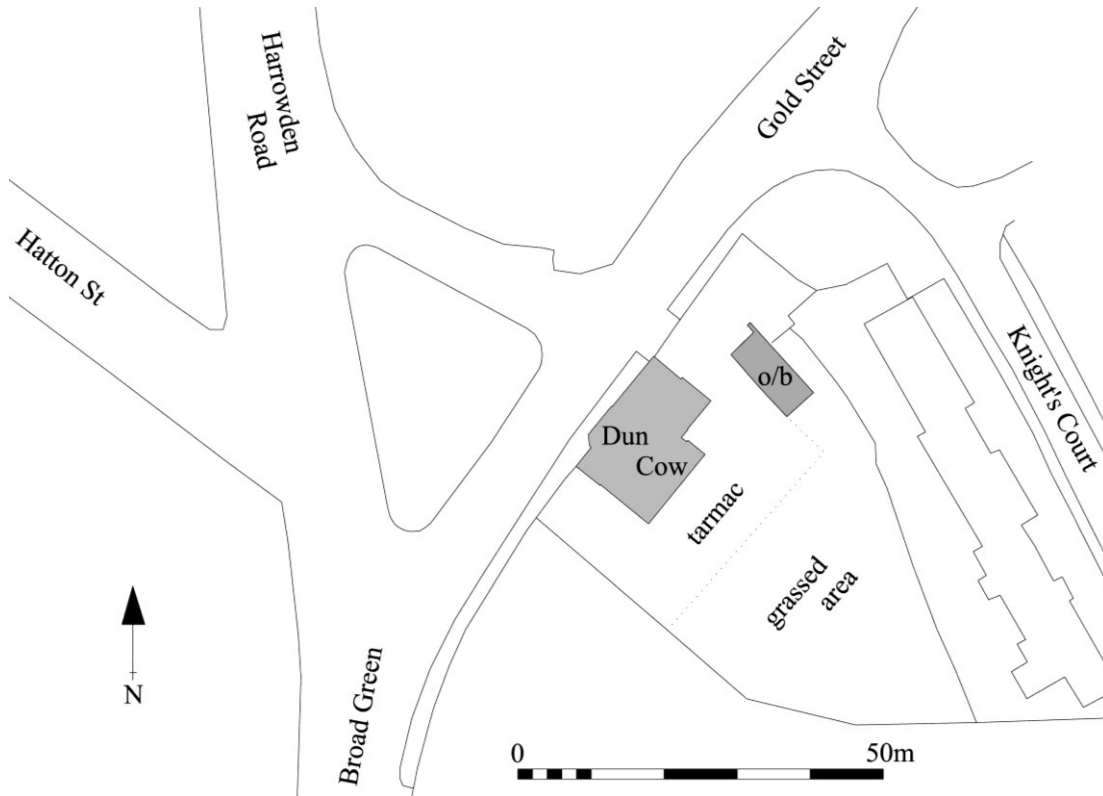 Harrowden
Road
Gold Street
Hatton St
Knight's Court
o/b
Dun
Cow
tarmac
grassed
area
N
Broad Green
0
50m